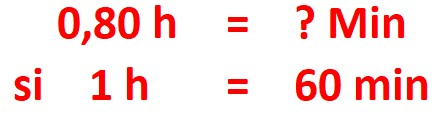 0,80 h = ? Min
si 1 h = 60 min